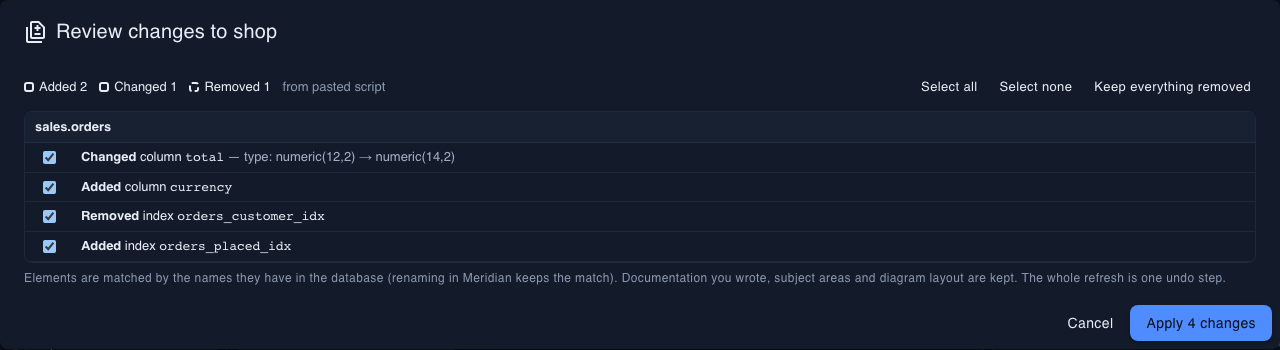 Review changes to shop
Added 2 Changed 1 Removed 1 from pasted script Select all Select none Keep everything removed
sales.orders
Changed column total — type: numeric(12,2) → numeric(14,2)
Added column currency
Removed index orders_customer_idx
Added index orders_placed_idx
Elements are matched by the names they have in the database (renaming in Meridian keeps the match). Documentation you wrote, subject areas and diagram layout are kept. The whole refresh is one undo step.
Cancel Apply 4 changes